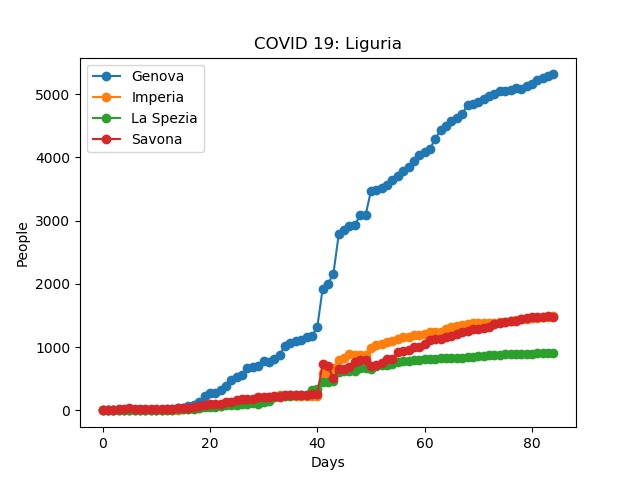 COVID 19: Liguria
Genova
Imperia
La Spezia
Savona
5000
4000
3000
2000
1000
0
People
0 20 40 60 80
Days